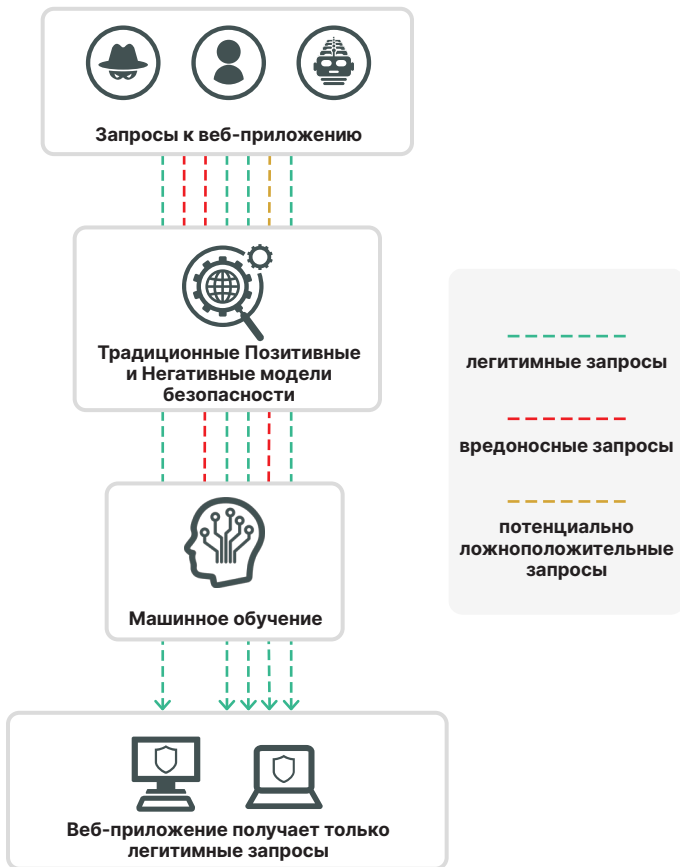 Запросы к веб-приложению
Традиционные Позитивные
и Негативные модели
безопасности
легитимные запросы
вредоносные запросы
потенциально
ложноположительные
запросы
Машинное обучение
Веб-приложение получает только
легитимные запросы